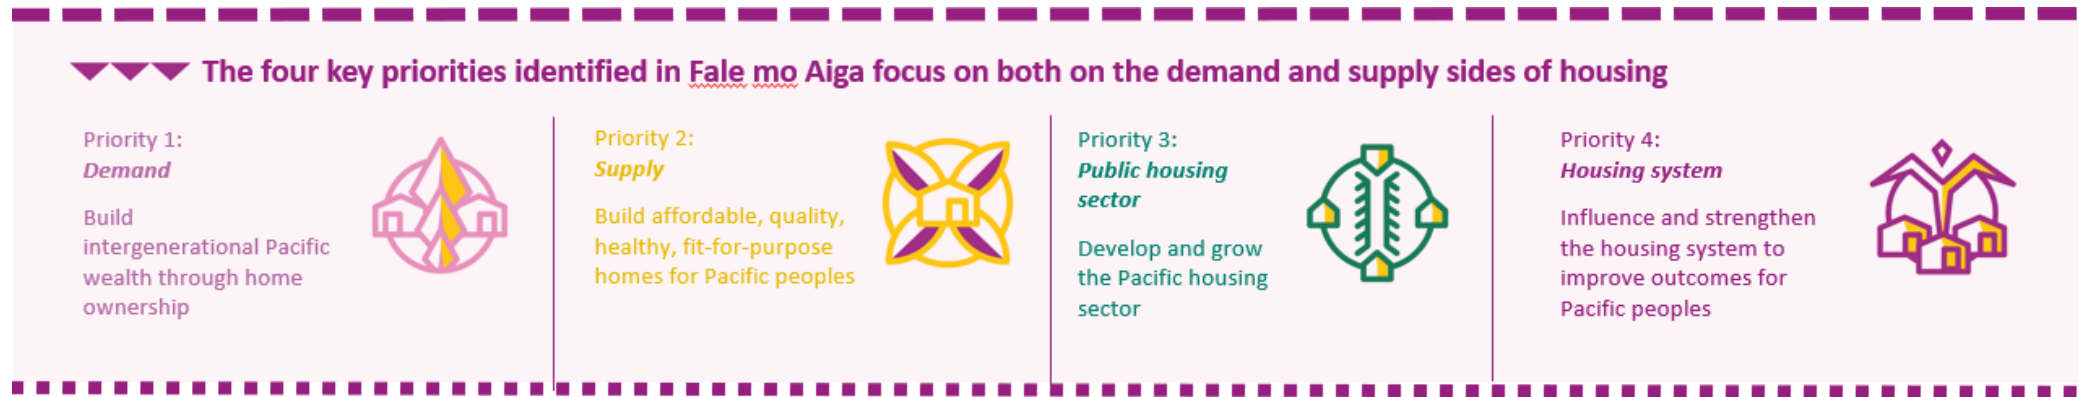 The four key priorities identified in Fale mo Aiga focus on both on the demand and supply sides of housing
Priority 1:
Demand
Build
intergenerational Pacific
wealth through home
ownership
Priority 2:
Supply
Build affordable, quality,
healthy, fit-for-purpose
homes for Pacific peoples
Priority 3:
Public housing
sector
Develop and grow
the Pacific housing
sector
Priority 4:
Housing system
Influence and strengthen
the housing system to
improve outcomes for
Pacific peoples